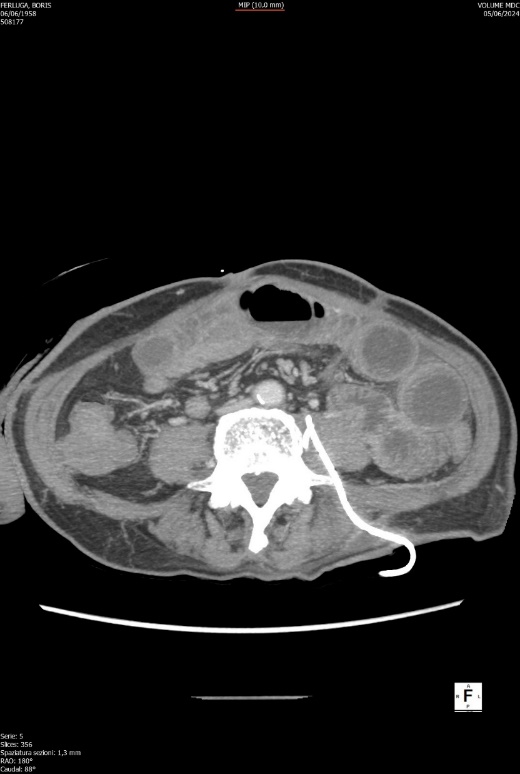 FERLUGA, BORIS
06/06/1958
508177
MIP (10.0 mm)
VOLUME MDC
05/06/2024
A
R F L
P
Serie: 5
Slices: 356
Spaziatura sezioni: 1,3 mm
RAO: 180°
Caudal: 88°